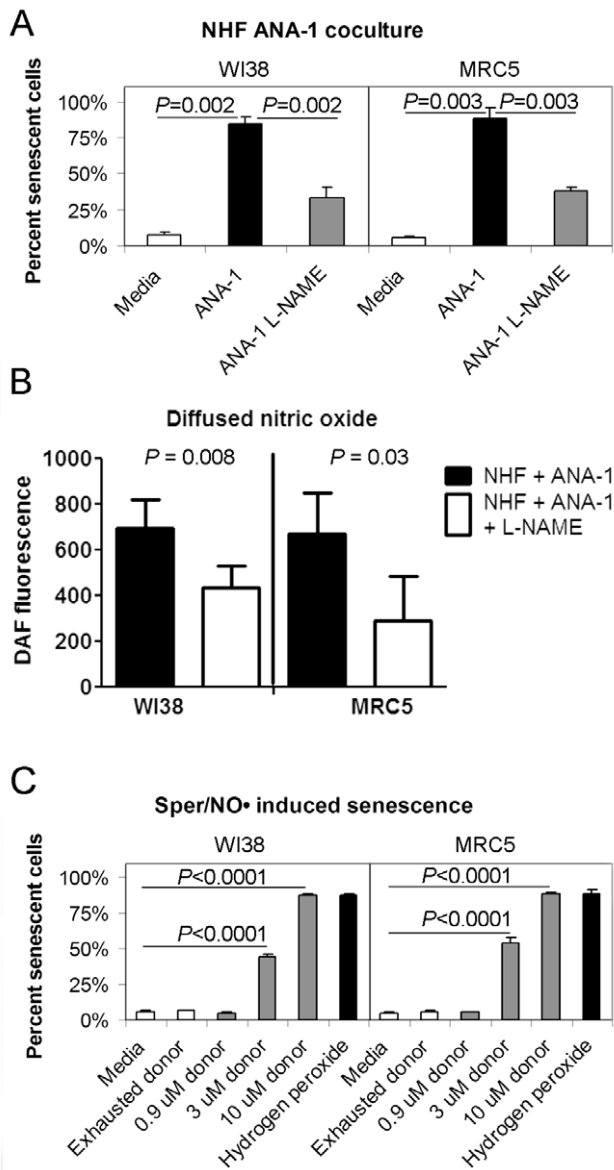 A
NHF ANA-1 coculture
WI38 MRC5
Percent senescent cells
100%
75%
50%
25%
0%
P=0.002 P=0.002 P=0.003 P=0.003
Media ANA-1 ANA-1 L-NAME Media ANA-1 ANA-1 L-NAME
B
Diffused nitric oxide
P = 0.008 P = 0.03
DAF fluorescence
1000
800
600
400
200
0
WI38 MRC5
NHF + ANA-1
NHF + ANA-1
+ L-NAME
C
Sper/NO• induced senescence
WI38 MRC5
Percent senescent cells
100%
75%
50%
25%
0%
P<0.0001 P<0.0001
P<0.0001 P<0.0001
Media Exhausted donor 0.9 uM donor 3 uM donor 10 uM donor Hydrogen peroxide Media Exhausted donor 0.9 uM donor 3 uM donor 10 uM donor Hydrogen peroxide